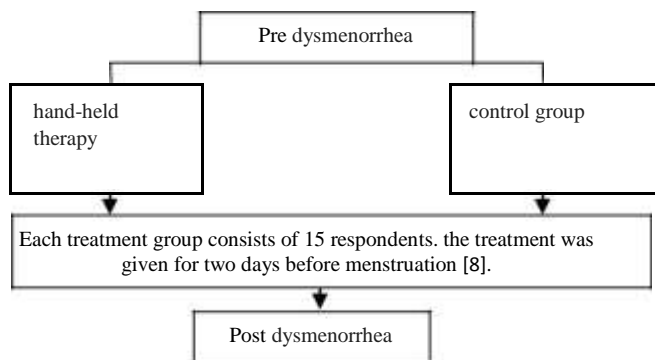 Pre dysmenorrhea
hand-held
therapy
control group
Each treatment group consists of 15 respondents. the treatment was
given for two days before menstruation [8].
Post dysmenorrhea